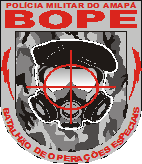 POLÍCIA MILITAR DO AMAPÁ
BOPE
BATALHÃO DE OPERAÇÕES ESPECIAIS